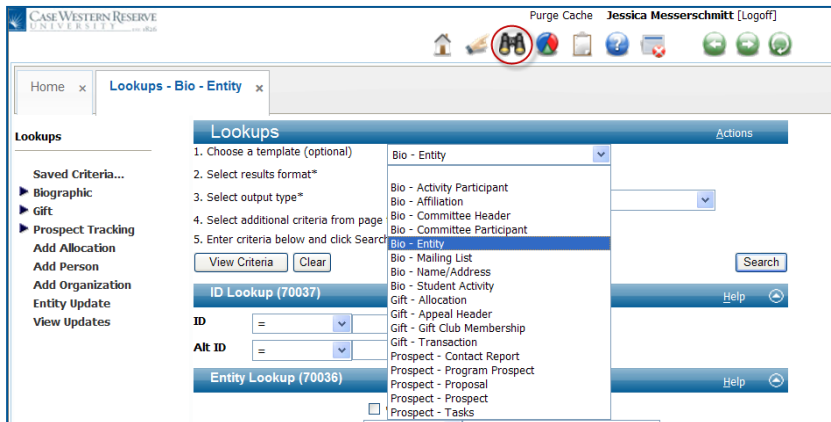 CASE WESTERN RESERVE
UNIVERSITY EST. 1826
Purge Cache Jessica Messerschmitt [Logoff]
Home x
Lookups - Bio - Entity x
Lookups
Saved Criteria...
Biographic
Gift
Prospect Tracking
Add Allocation
Add Person
Add Organization
Entity Update
View Updates
Lookups
Actions
1. Choose a template (optional)
Bio - Entity
2. Select results format*
3. Select output type*
4. Select additional criteria from page
5. Enter criteria below and click Search
Bio - Activity Participant
Bio - Affiliation
Bio - Committee Header
Bio - Committee Participant
Bio - Entity
Bio - Mailing List
Bio - Name/Address
Bio - Student Activity
Gift - Allocation
Gift - Appeal Header
Gift - Gift Club Membership
Gift - Transaction
Prospect - Contact Report
Prospect - Program Prospect
Prospect - Proposal
Prospect - Prospect
Prospect - Tasks
View Criteria
Clear
Search
ID Lookup (70037)
Help
ID =
Alt ID =
Entity Lookup (70036)
Help